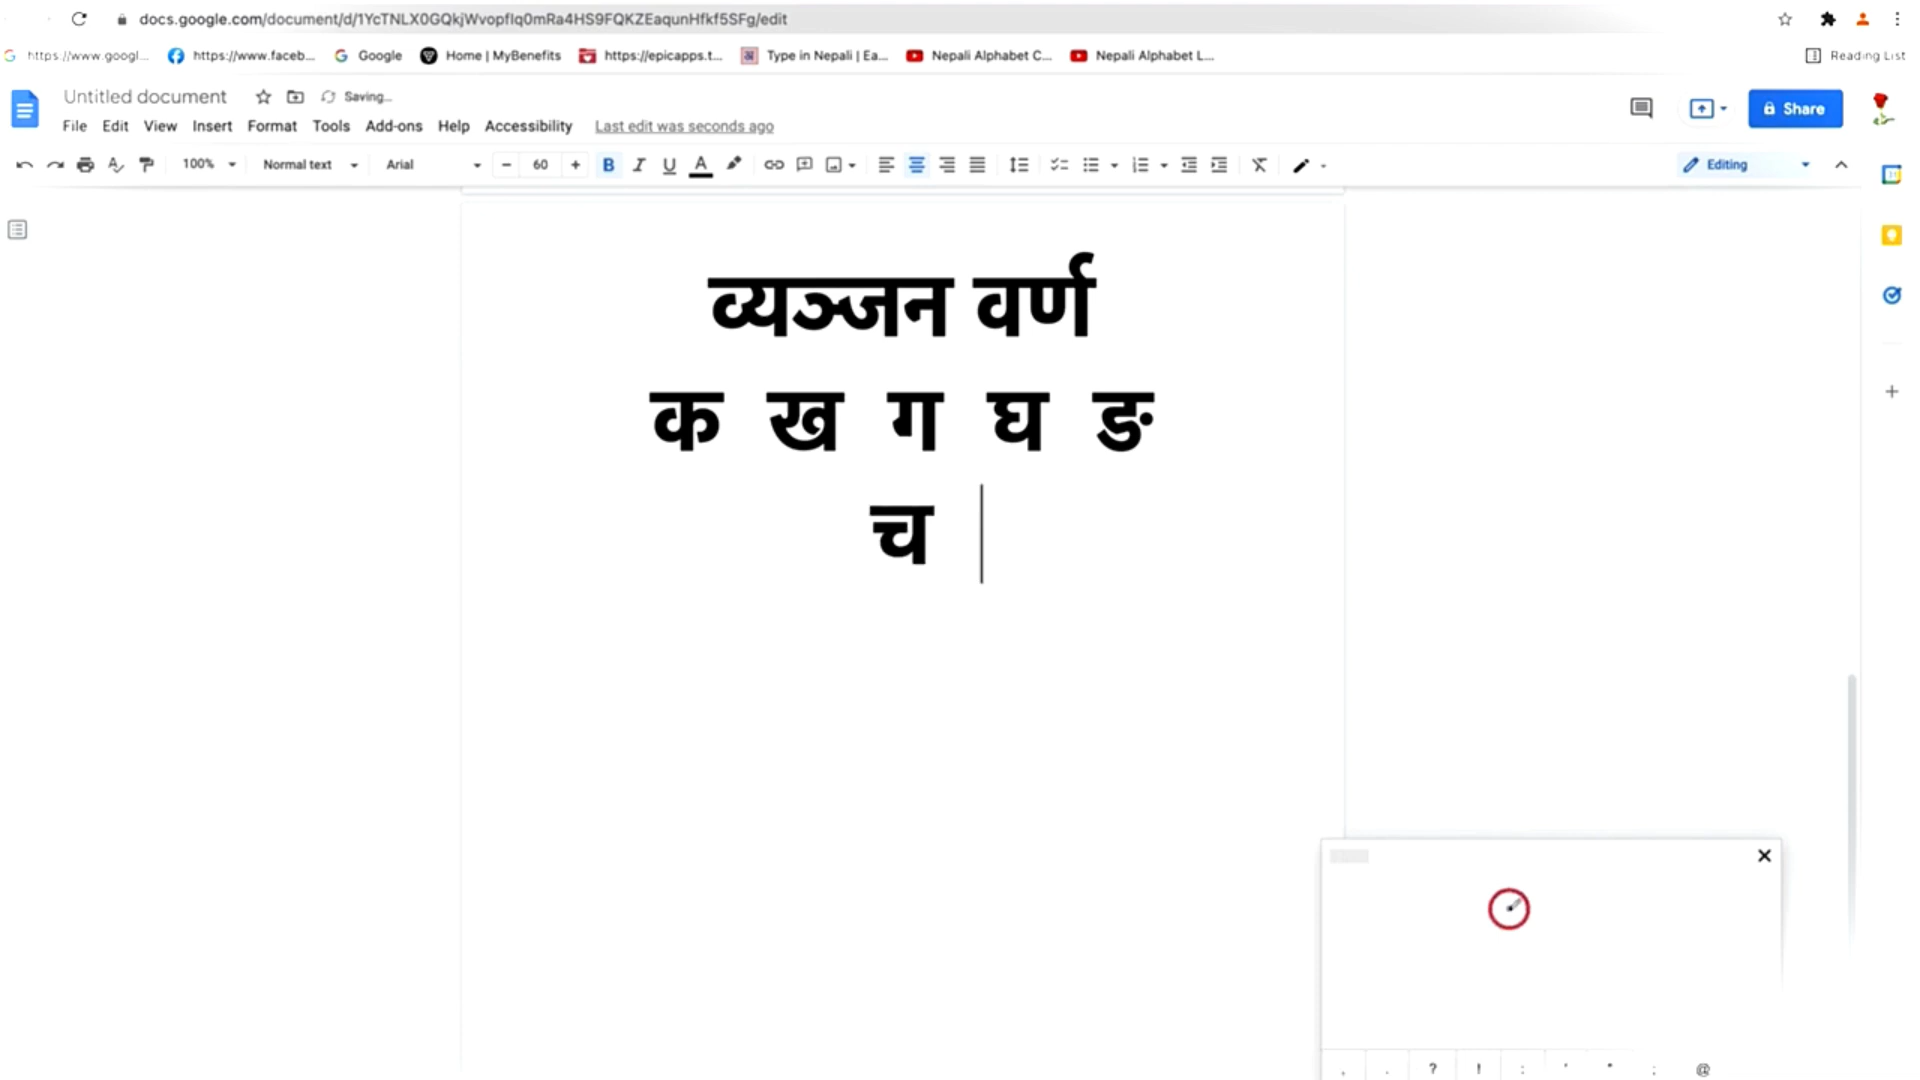 docs.google.com/document/d/1YcTNLX0GQkjWvopfIq0mRa4HS9FQKZEaqunHfkf5SFg/edit
https://www.googl... https://www.faceb... Google Home | MyBenefits https://epicapps.t... Type in Nepali | Ea... Nepali Alphabet C... Nepali Alphabet L... Reading List
Untitled document Saving...
Share
File Edit View Insert Format Tools Add-ons Help Accessibility Last edit was seconds ago
100% Normal text Arial − 60 + B I U A Editing
व्यञ्जन वर्ण
क ख ग घ ङ
च
, . ? ! : ' " ; @